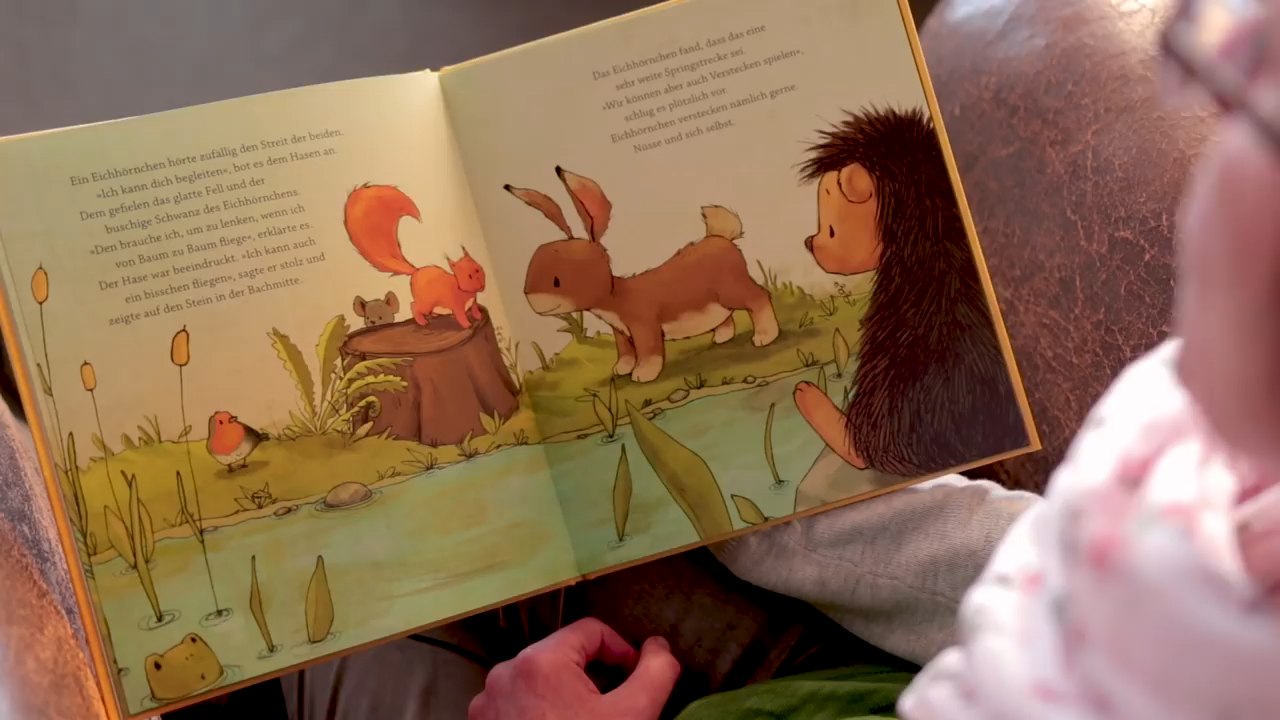 Ein Eichhörnchen hörte zufällig den Streit der beiden.
»Ich kann dich begleiten«, bot es dem Hasen an.
Dem gefielen das glatte Fell und der
buschige Schwanz des Eichhörnchens.
»Den brauche ich, um zu lenken, wenn ich
von Baum zu Baum fliege«, erklärte es.
Der Hase war beeindruckt. »Ich kann auch
ein bisschen fliegen«, sagte er stolz und
zeigte auf den Stein in der Bachmitte.
Das Eichhörnchen fand, dass das eine
sehr weite Springstrecke sei.
»Wir können aber auch Verstecken spielen«,
schlug es plötzlich vor.
Eichhörnchen verstecken nämlich gerne.
Nüsse und sich selbst.